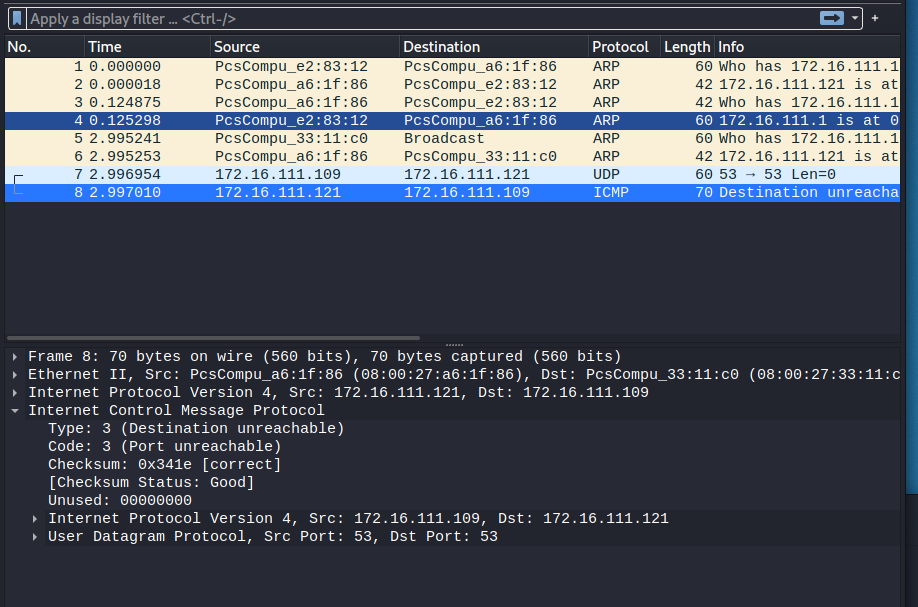 Apply a display filter … <Ctrl-/> +
No. Time Source Destination Protocol Length Info
1 0.000000 PcsCompu_e2:83:12 PcsCompu_a6:1f:86 ARP 60 Who has 172.16.111.1
2 0.000018 PcsCompu_a6:1f:86 PcsCompu_e2:83:12 ARP 42 172.16.111.121 is at
3 0.124875 PcsCompu_a6:1f:86 PcsCompu_e2:83:12 ARP 42 Who has 172.16.111.1
4 0.125298 PcsCompu_e2:83:12 PcsCompu_a6:1f:86 ARP 60 172.16.111.1 is at 0
5 2.995241 PcsCompu_33:11:c0 Broadcast ARP 60 Who has 172.16.111.1
6 2.995253 PcsCompu_a6:1f:86 PcsCompu_33:11:c0 ARP 42 172.16.111.121 is at
7 2.996954 172.16.111.109 172.16.111.121 UDP 60 53 → 53 Len=0
8 2.997010 172.16.111.121 172.16.111.109 ICMP 70 Destination unreacha
Frame 8: 70 bytes on wire (560 bits), 70 bytes captured (560 bits)
Ethernet II, Src: PcsCompu_a6:1f:86 (08:00:27:a6:1f:86), Dst: PcsCompu_33:11:c0 (08:00:27:33:11:c
Internet Protocol Version 4, Src: 172.16.111.121, Dst: 172.16.111.109
Internet Control Message Protocol
Type: 3 (Destination unreachable)
Code: 3 (Port unreachable)
Checksum: 0x341e [correct]
[Checksum Status: Good]
Unused: 00000000
Internet Protocol Version 4, Src: 172.16.111.109, Dst: 172.16.111.121
User Datagram Protocol, Src Port: 53, Dst Port: 53